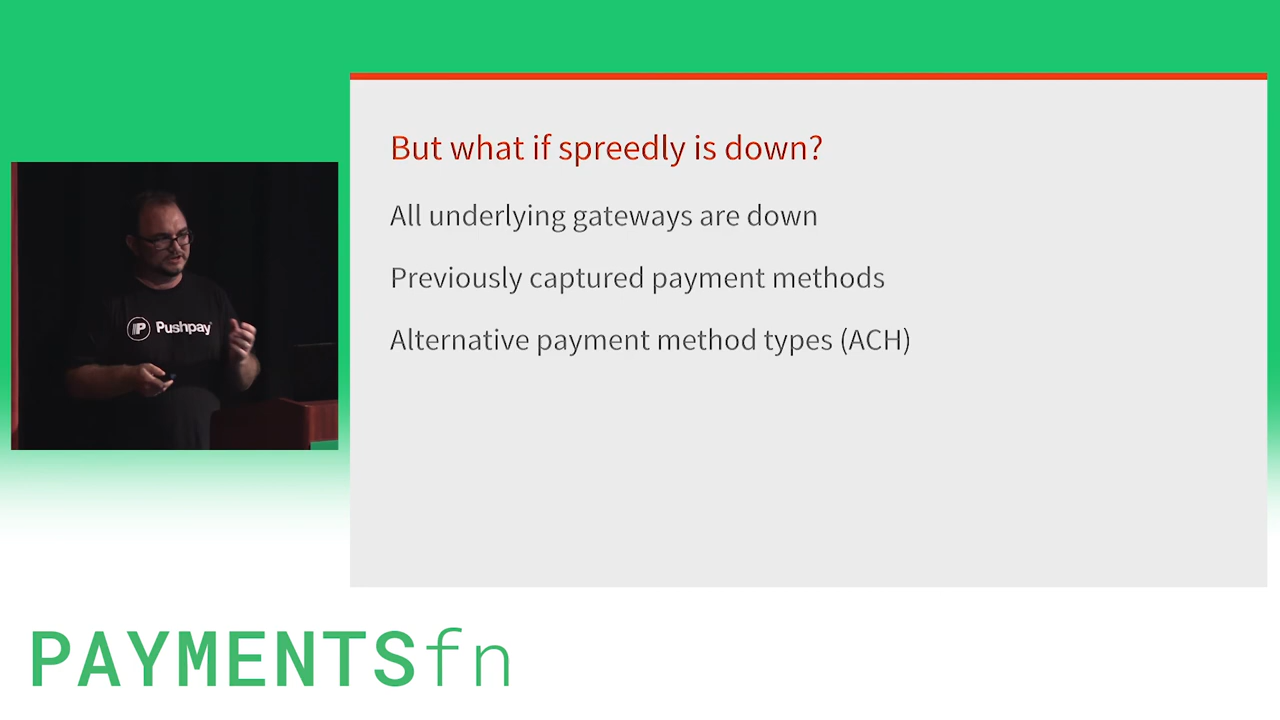 But what if spreedly is down?
All underlying gateways are down
Previously captured payment methods
Alternative payment method types (ACH)
Pushpay
PAYMENTSfn